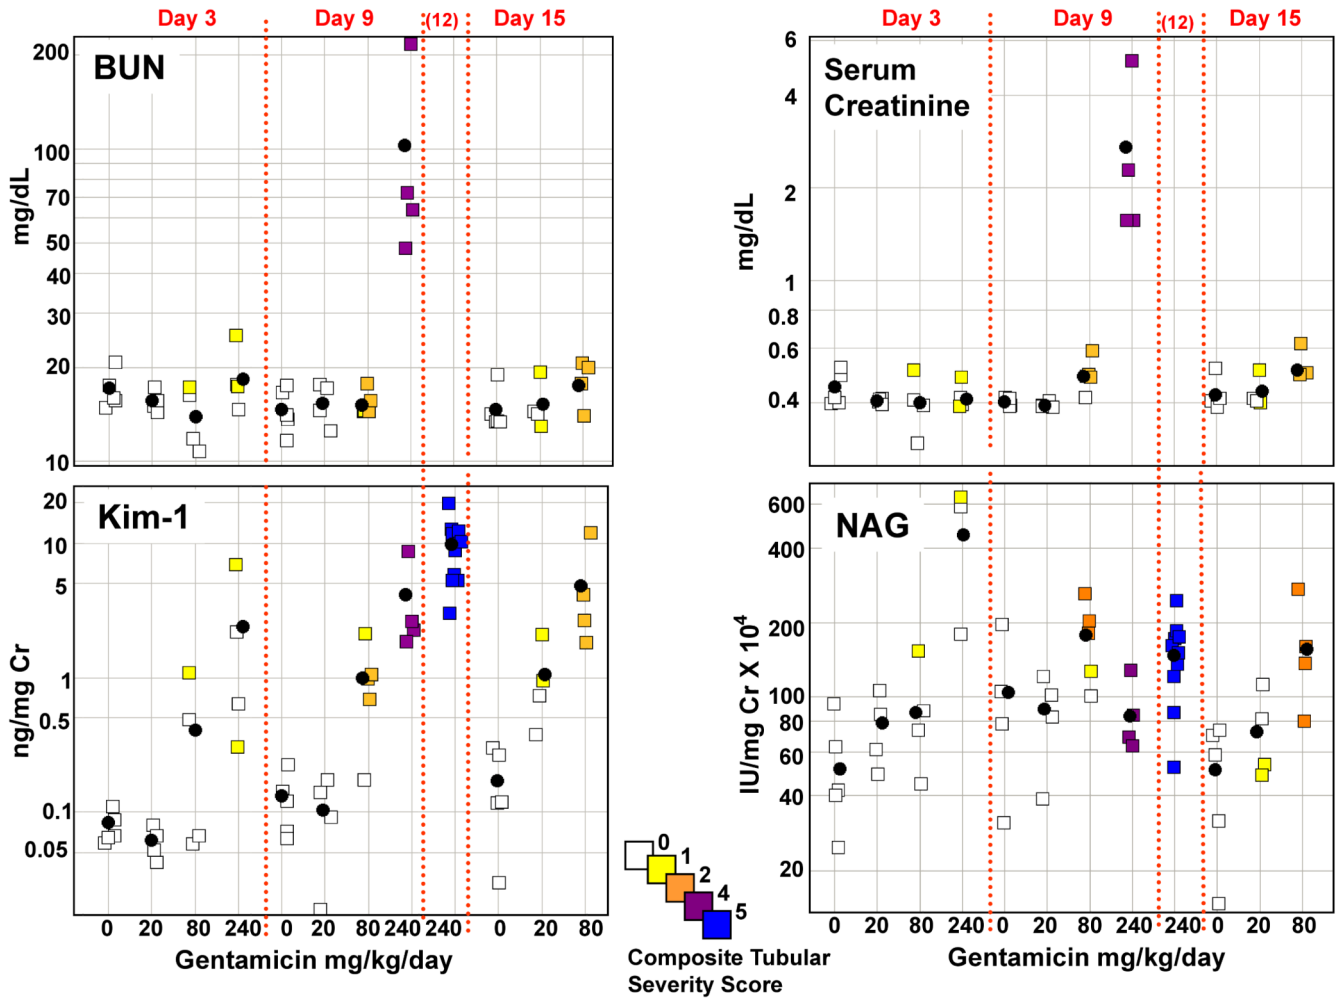 Day 3 Day 9 (12) Day 15
BUN
mg/dL
200
100
70
50
40
30
20
10
Day 3 Day 9 (12) Day 15
Serum
Creatinine
mg/dL
6
4
2
1
0.8
0.6
0.4
Kim-1
ng/mg Cr
20
10
5
1
0.5
0.1
0.05
0 20 80 240 0 20 80 240 240 0 20 80
Gentamicin mg/kg/day
NAG
IU/mg Cr X 10⁴
600
400
200
100
80
60
40
20
0 20 80 240 0 20 80 240 240 0 20 80
Gentamicin mg/kg/day
0
1
2
4
5
Composite Tubular
Severity Score